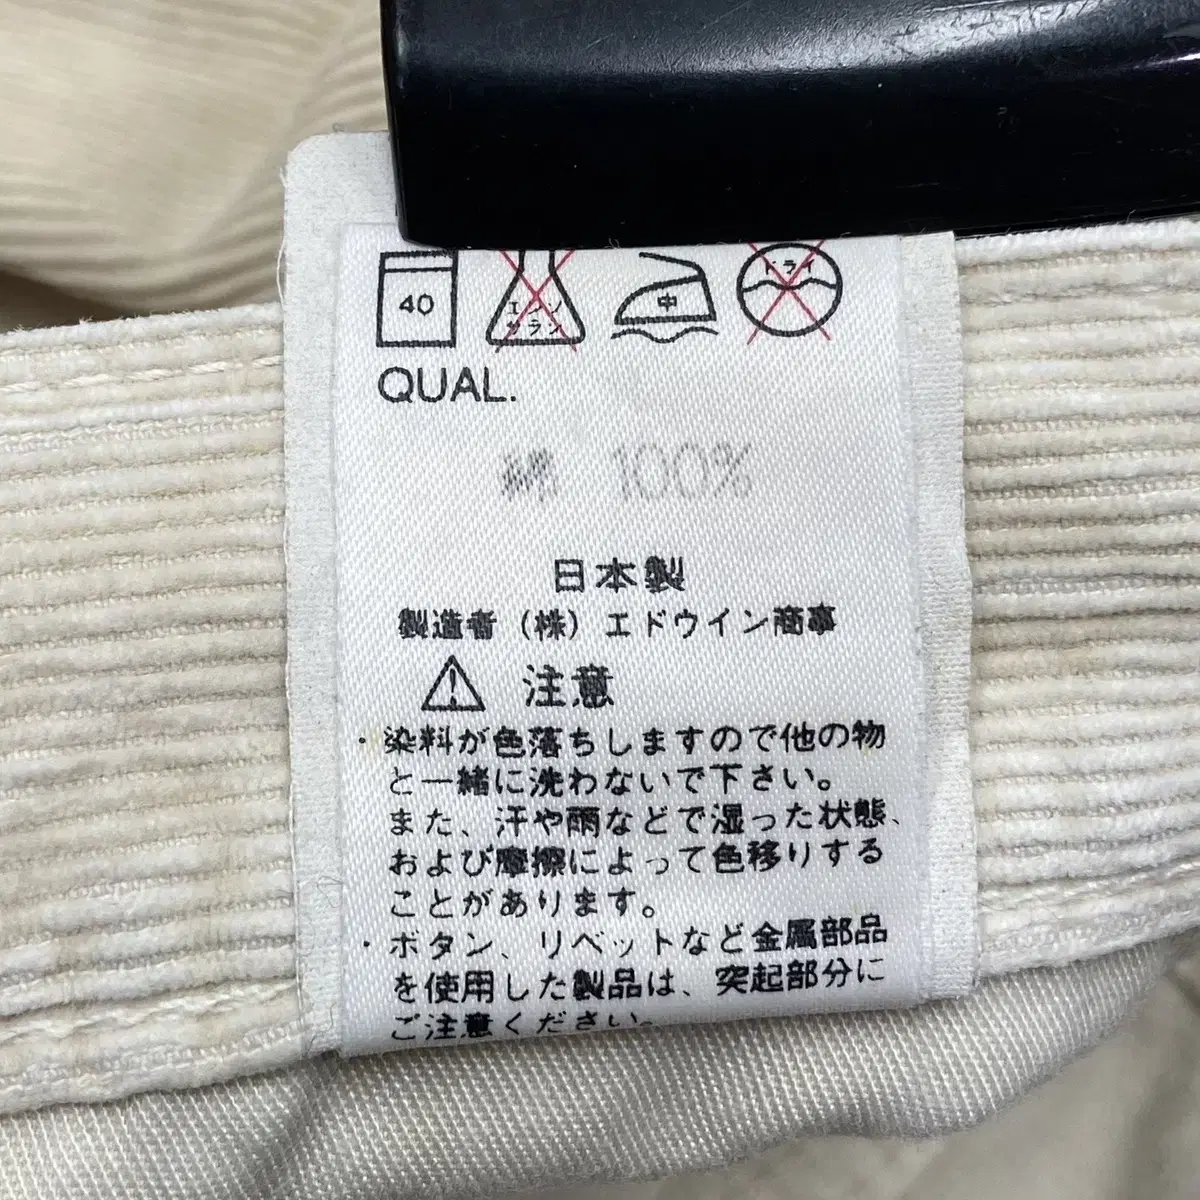 40
エンソ
サラン
中
ドライ
QUAL.
綿 100%
日本製
製造者（株）エドウイン商事
注意
・染料が色落ちしますので他の物
と一緒に洗わないで下さい。
また、汗や雨などで湿った状態、
および摩擦によって色移りする
ことがあります。
・ボタン、リベットなど金属部品
を使用した製品は、突起部分に
ご注意ください。